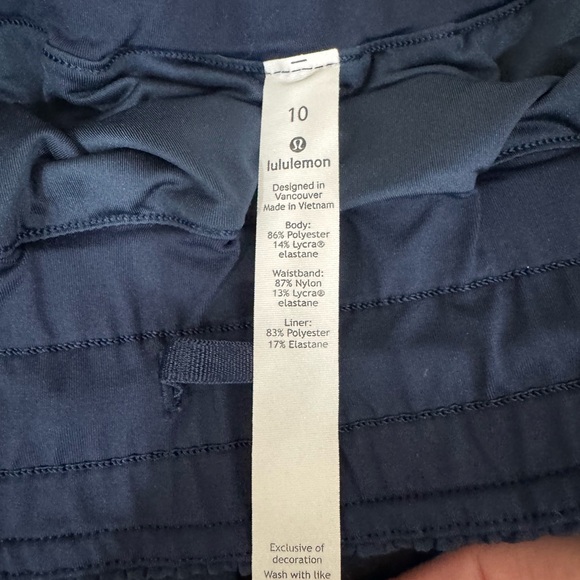 10
lululemon
Designed in
Vancouver
Made in Vietnam
Body:
86% Polyester
14% Lycra®
elastane
Waistband:
87% Nylon
13% Lycra®
elastane
Liner:
83% Polyester
17% Elastane
Exclusive of
decoration
Wash with like